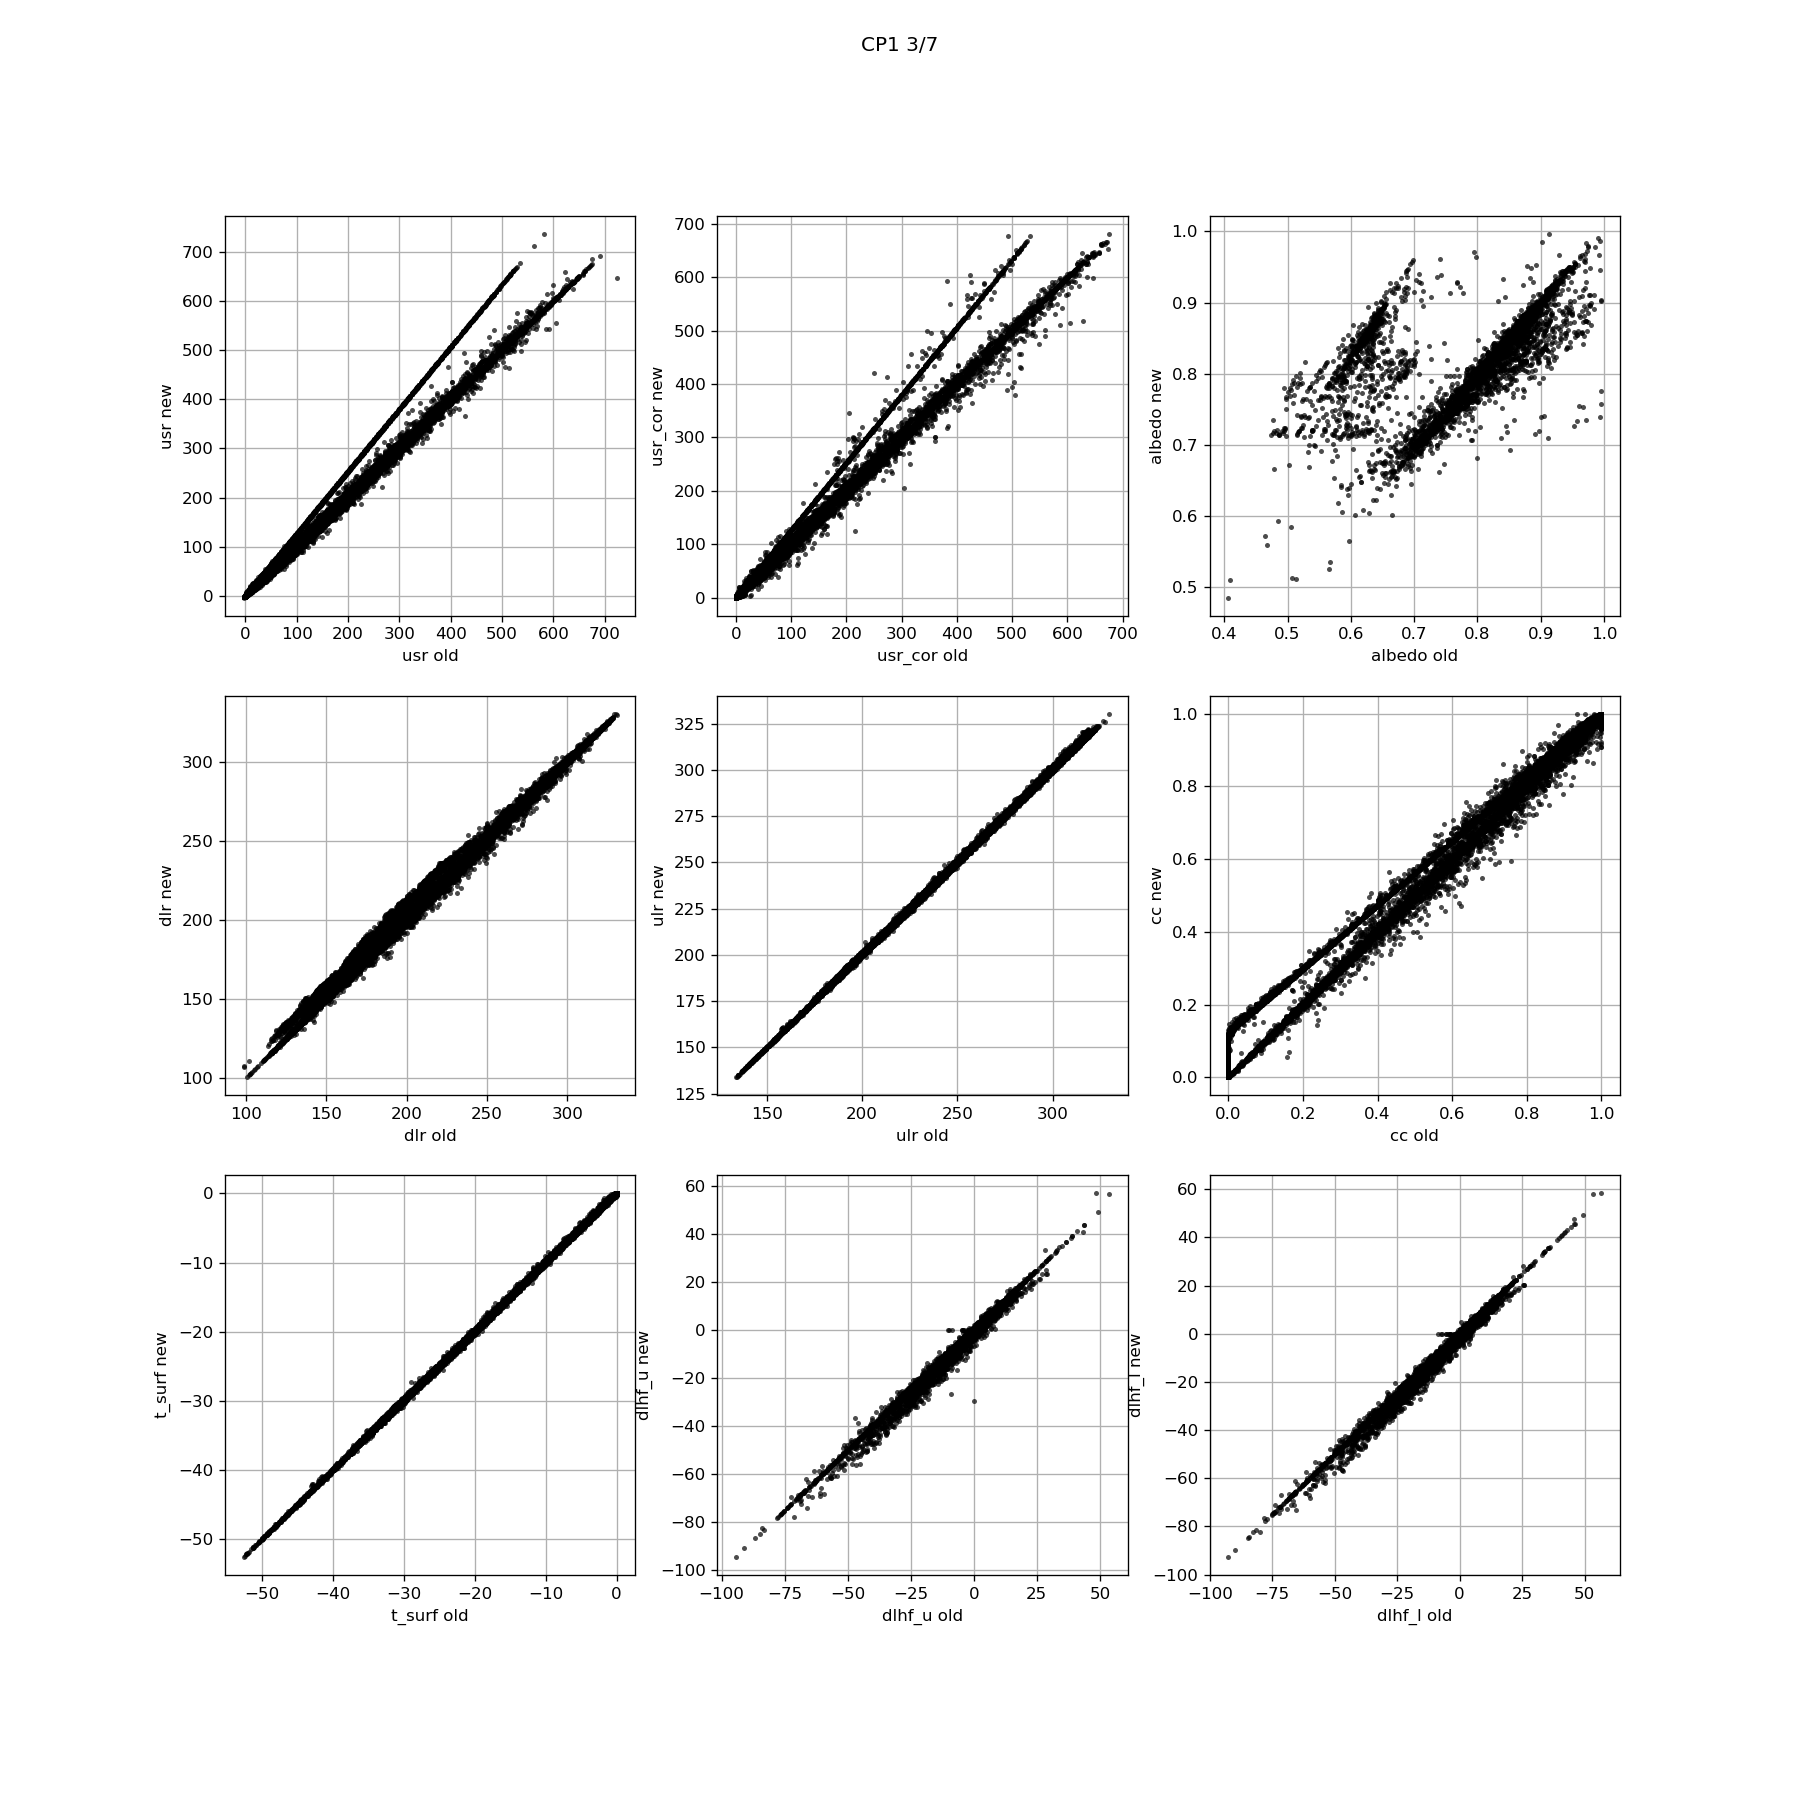 CP1 3/7
usr new
700
600
500
400
300
200
100
0
0 100 200 300 400 500 600 700
usr old
usr_cor new
700
600
500
400
300
200
100
0
0 100 200 300 400 500 600 700
usr_cor old
albedo new
1.0
0.9
0.8
0.7
0.6
0.5
0.4 0.5 0.6 0.7 0.8 0.9 1.0
albedo old
dlr new
300
250
200
150
100
100 150 200 250 300
dlr old
ulr new
325
300
275
250
225
200
175
150
125
150 200 250 300
ulr old
cc new
1.0
0.8
0.6
0.4
0.2
0.0
0.0 0.2 0.4 0.6 0.8 1.0
cc old
t_surf new
0
−10
−20
−30
−40
−50
−50 −40 −30 −20 −10 0
t_surf old
dlhf_u new
60
40
20
0
−20
−40
−60
−80
−100
−100 −75 −50 −25 0 25 50
dlhf_u old
dlhf_l new
60
40
20
0
−20
−40
−60
−80
−100
−100 −75 −50 −25 0 25 50
dlhf_l old